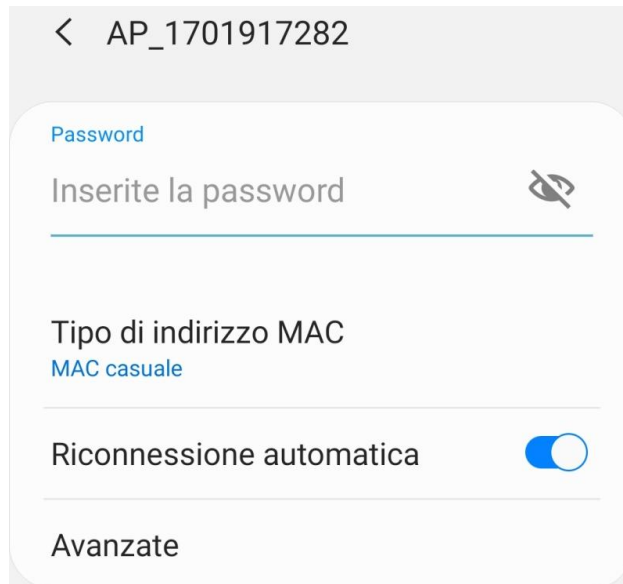 AP_1701917282
Password
Inserite la password
Tipo di indirizzo MAC
MAC casuale
Riconnessione automatica
Avanzate